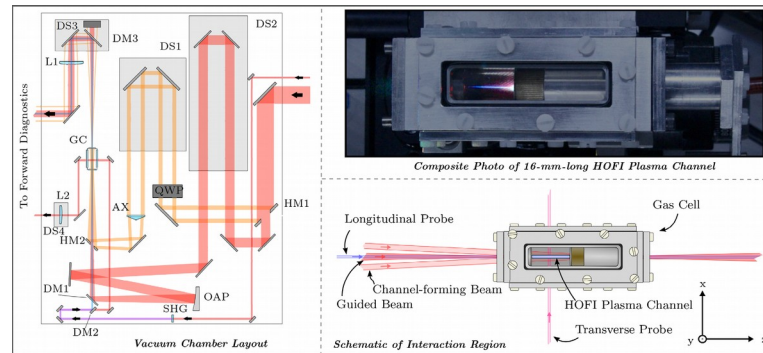 DS3
DM3
L1
DS1
DS2
To Forward Diagnostics
GC
QWP
AX
HM1
L2
DS4
HM2
DM1
OAP
DM2
SHG
Vacuum Chamber Layout
Composite Photo of 16-mm-long HOFI Plasma Channel
Longitudinal Probe
Gas Cell
Guided Beam
Channel-forming Beam
HOFI Plasma Channel
Transverse Probe
x
y
Schematic of Interaction Region